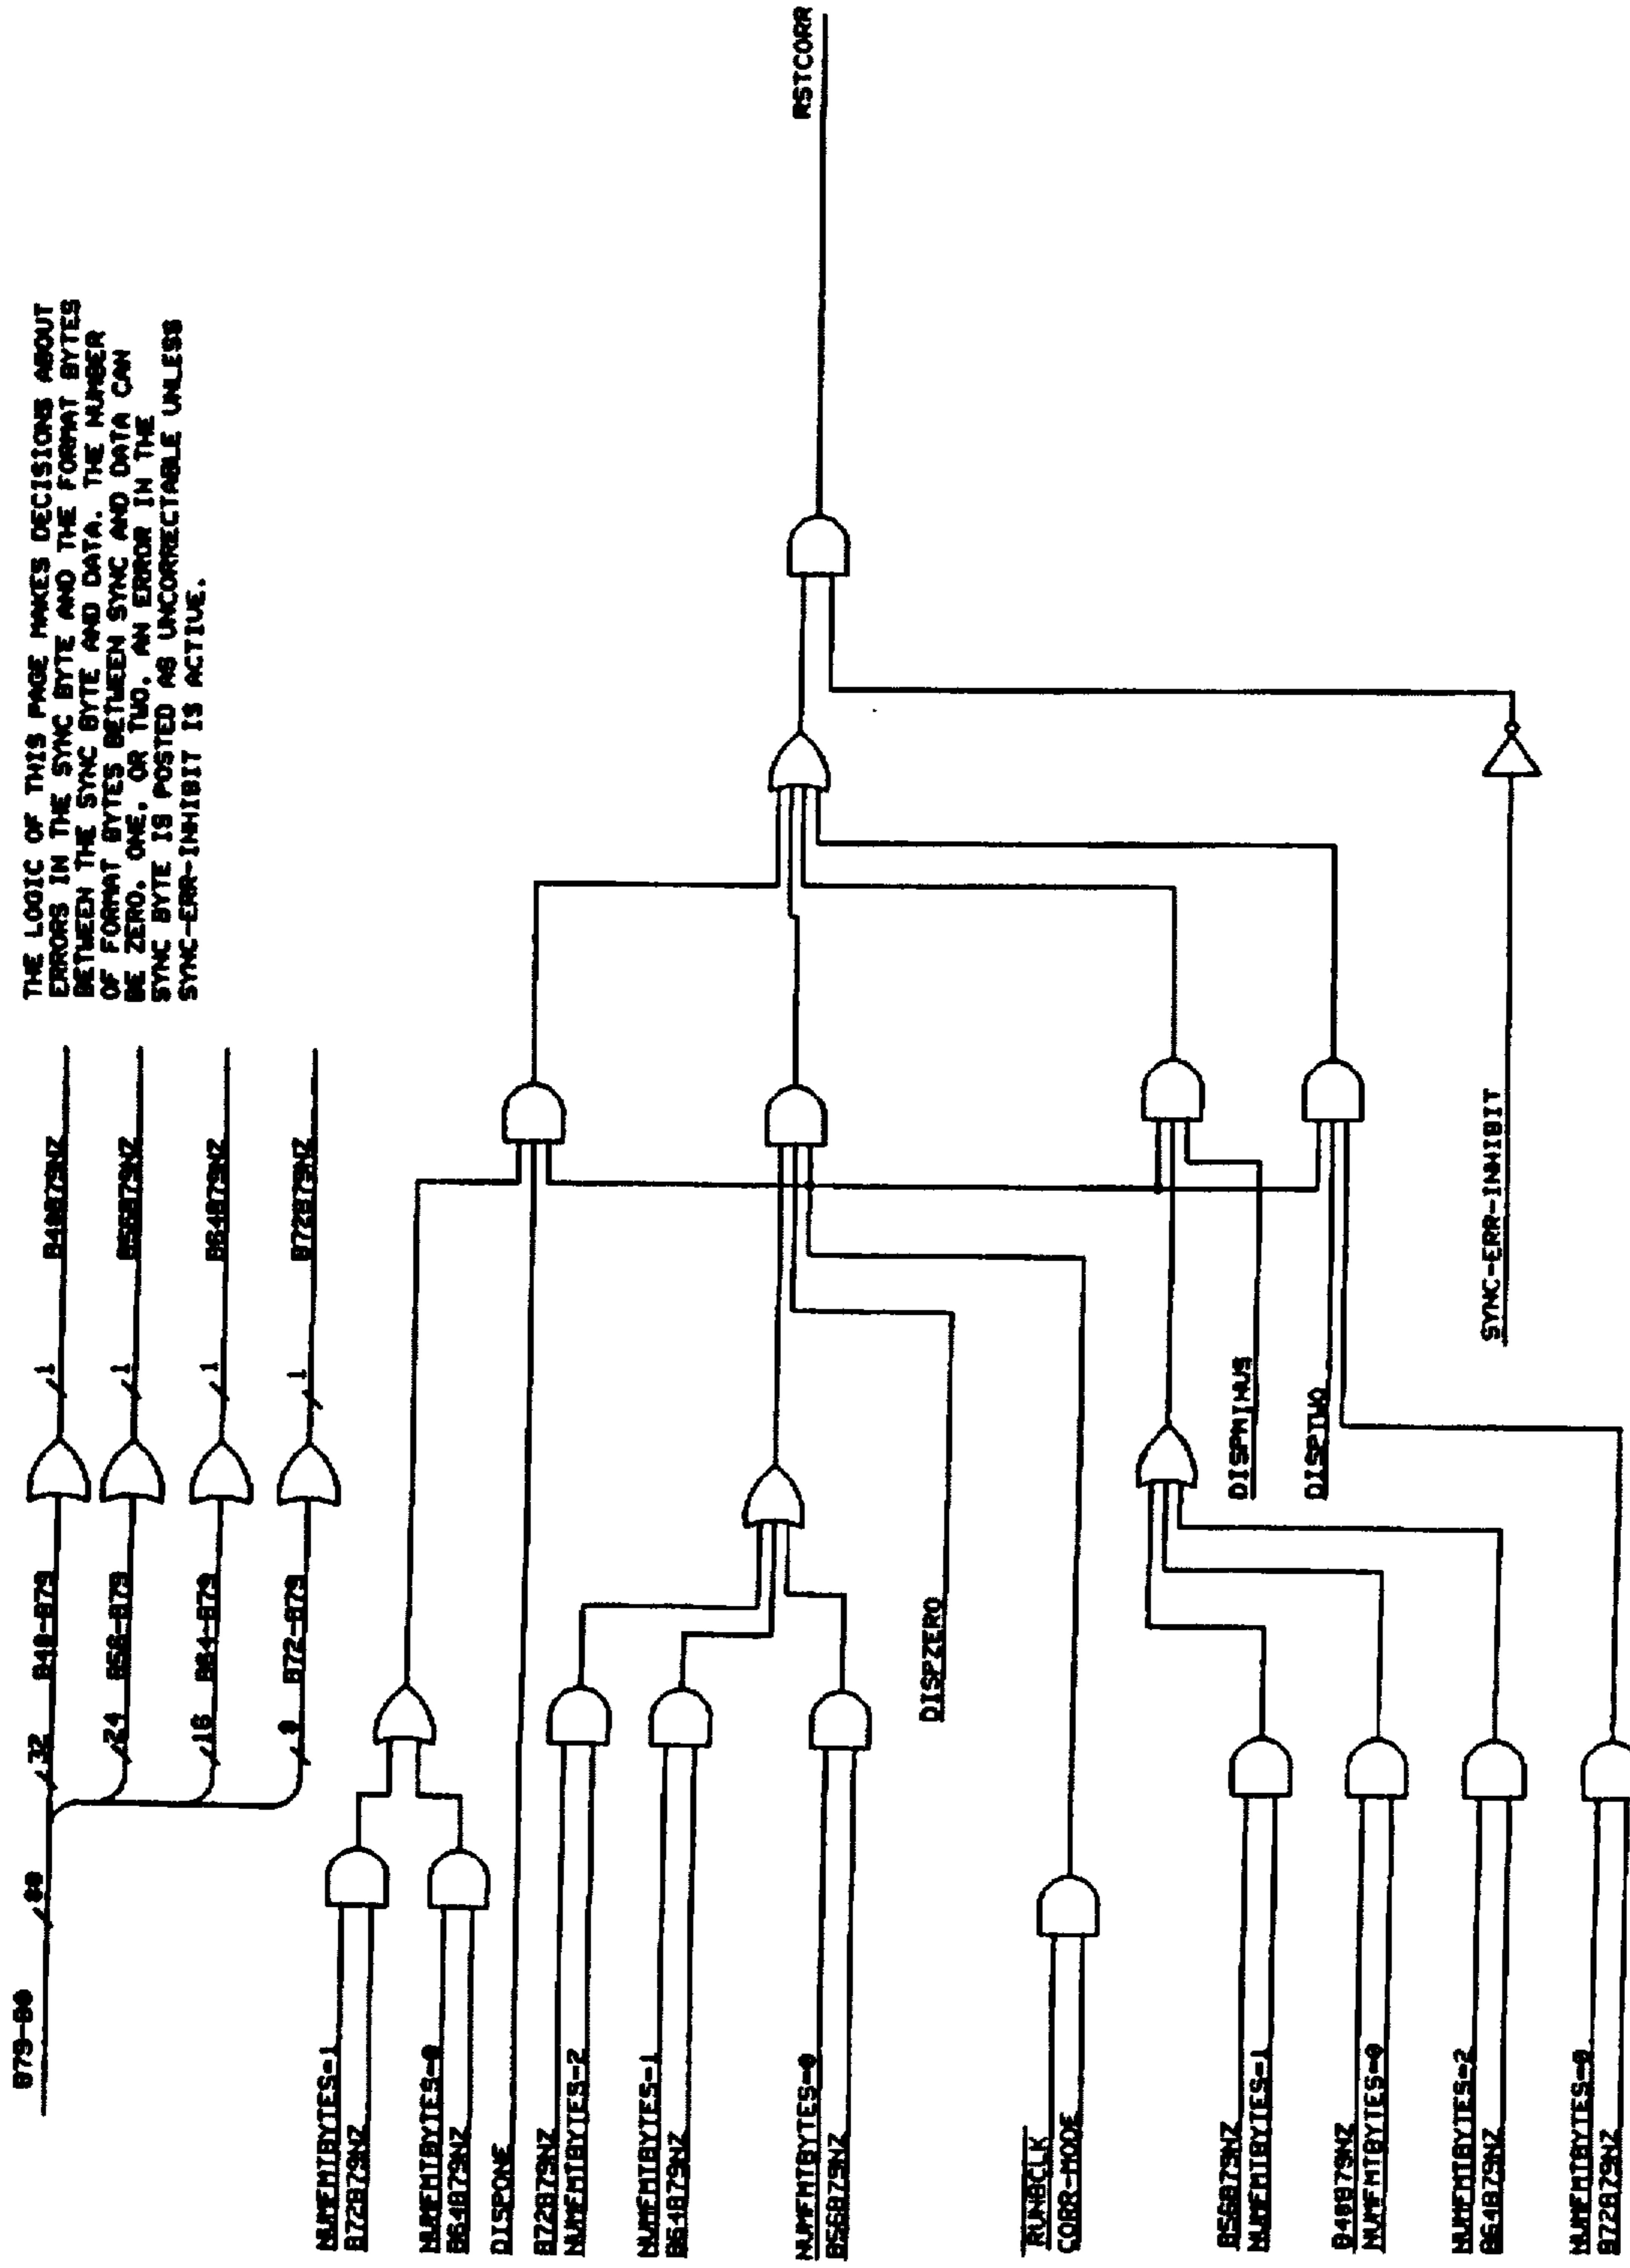 THE LOGIC OF THIS PAGE MAKES DECISIONS ABOUT
ERRORS IN THE SYNC BYTE AND THE FORMAT BYTES
BETWEEN THE SYNC BYTE AND DATA. THE NUMBER
OF FORMAT BYTES BETWEEN SYNC AND DATA CAN
BE ZERO, ONE, OR TWO. AN ERROR IN THE
SYNC BYTE IS POSTED AS UNCORRECTABLE UNLESS
SYNC-ERR-INHIBIT IS ACTIVE.
B79-B0 80 32 B48-B79 1 B48B79NZ
24 B56-B79 1 B56B79NZ
16 B64-B79 1 B64B79NZ
8 B72-B79 1 B72B79NZ
NUMFMTBYTES=1
B72B79NZ
NUMFMTBYTES=0
B64B79NZ
DISPONE
B72B79NZ
NUMFMTBYTES=2
NUMFMTBYTES=1
B64B79NZ
NUMFMTBYTES=0
B56B79NZ
DISPZERO
RSTCORR
RUNBCLK
CORR-MODE
B56B79NZ
NUMFMTBYTES=1
DISPMINUS
DISPTWO
B48B79NZ
NUMFMTBYTES=0
NUMFMTBYTES=2
B64B79NZ
SYNC-ERR-INHIBIT
NUMFMTBYTES=0
B72B79NZ